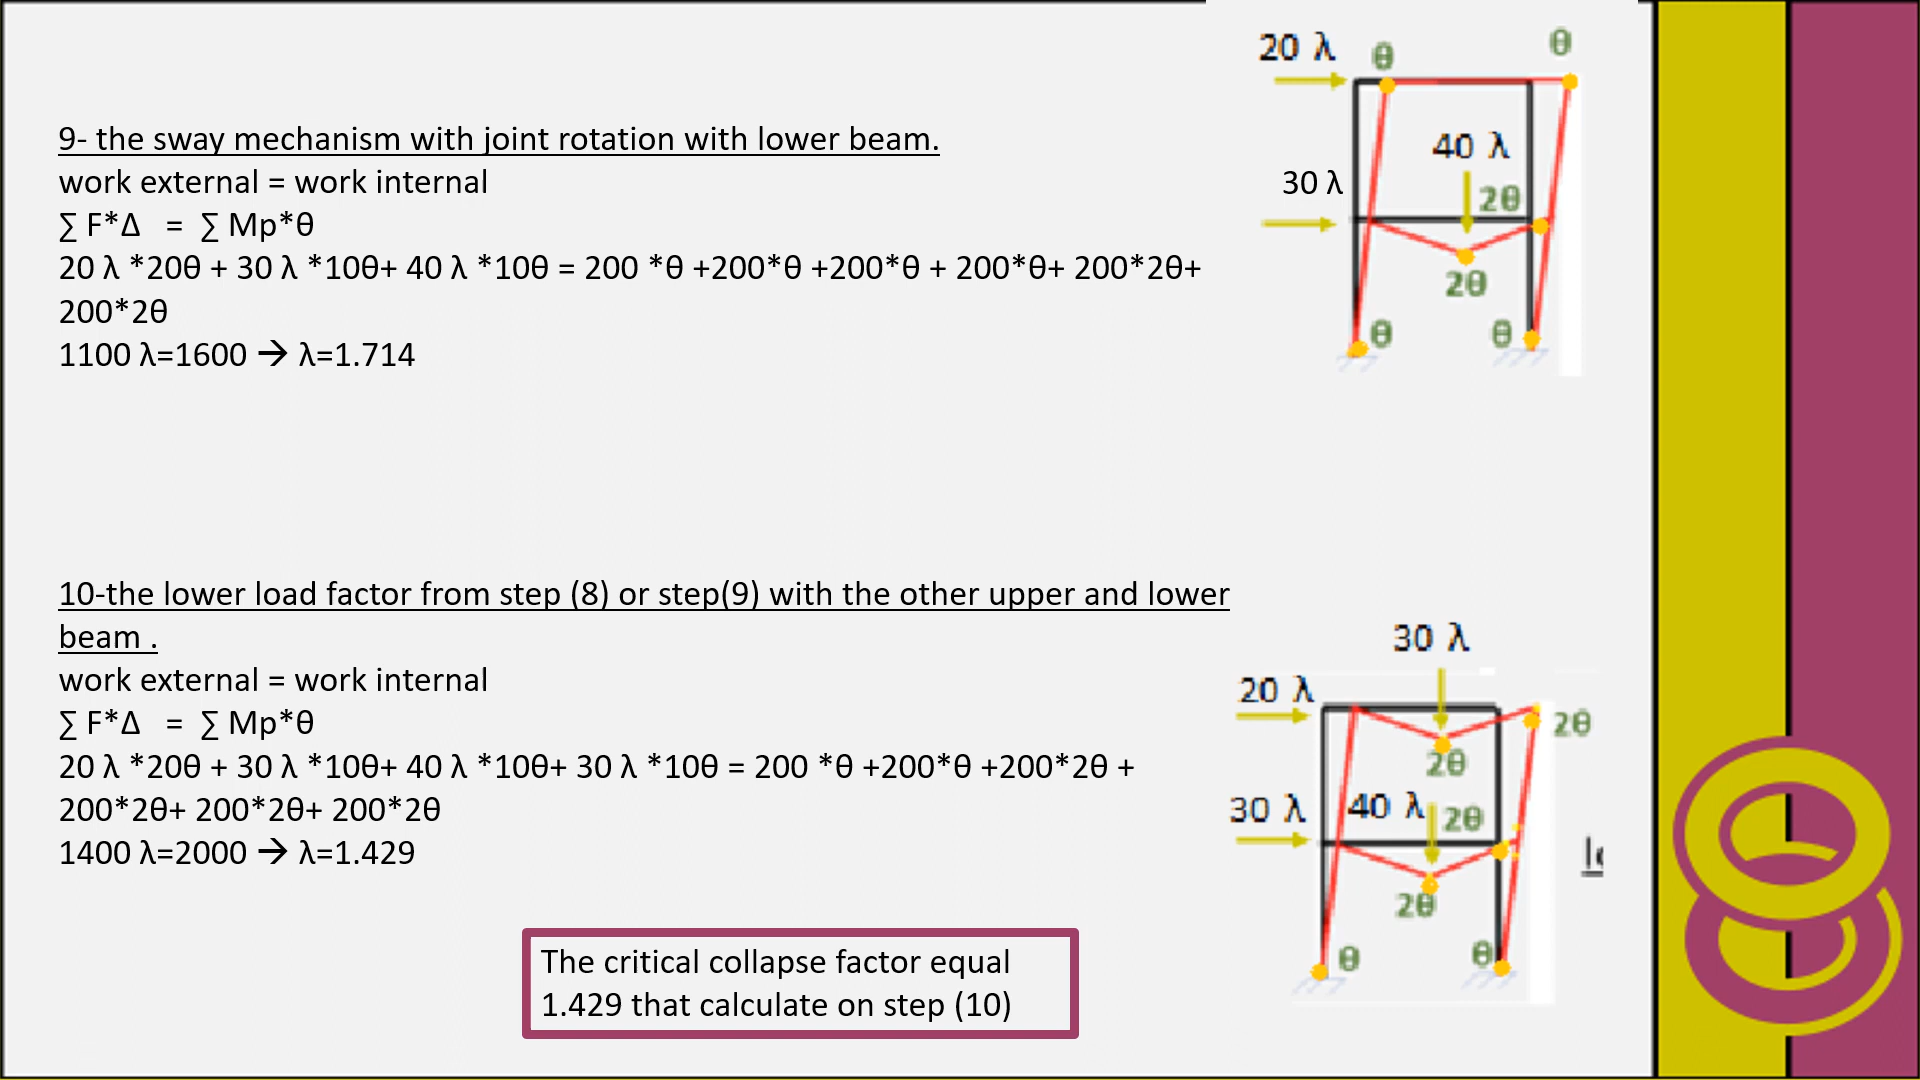 20 λ
θ
θ
9- the sway mechanism with joint rotation with lower beam.
work external = work internal
∑ F*Δ = ∑ Mp*θ
20 λ *20θ + 30 λ *10θ+ 40 λ *10θ = 200 *θ +200*θ +200*θ + 200*θ+ 200*2θ+
200*2θ
1100 λ=1600 → λ=1.714
40 λ
30 λ
2θ
2θ
θ
θ
10-the lower load factor from step (8) or step(9) with the other upper and lower
beam .
work external = work internal
∑ F*Δ = ∑ Mp*θ
20 λ *20θ + 30 λ *10θ+ 40 λ *10θ+ 30 λ *10θ = 200 *θ +200*θ +200*2θ +
200*2θ+ 200*2θ+ 200*2θ
1400 λ=2000 → λ=1.429
30 λ
20 λ
2θ
2θ
30 λ
40 λ
2θ
2θ
θ
θ
The critical collapse factor equal
1.429 that calculate on step (10)